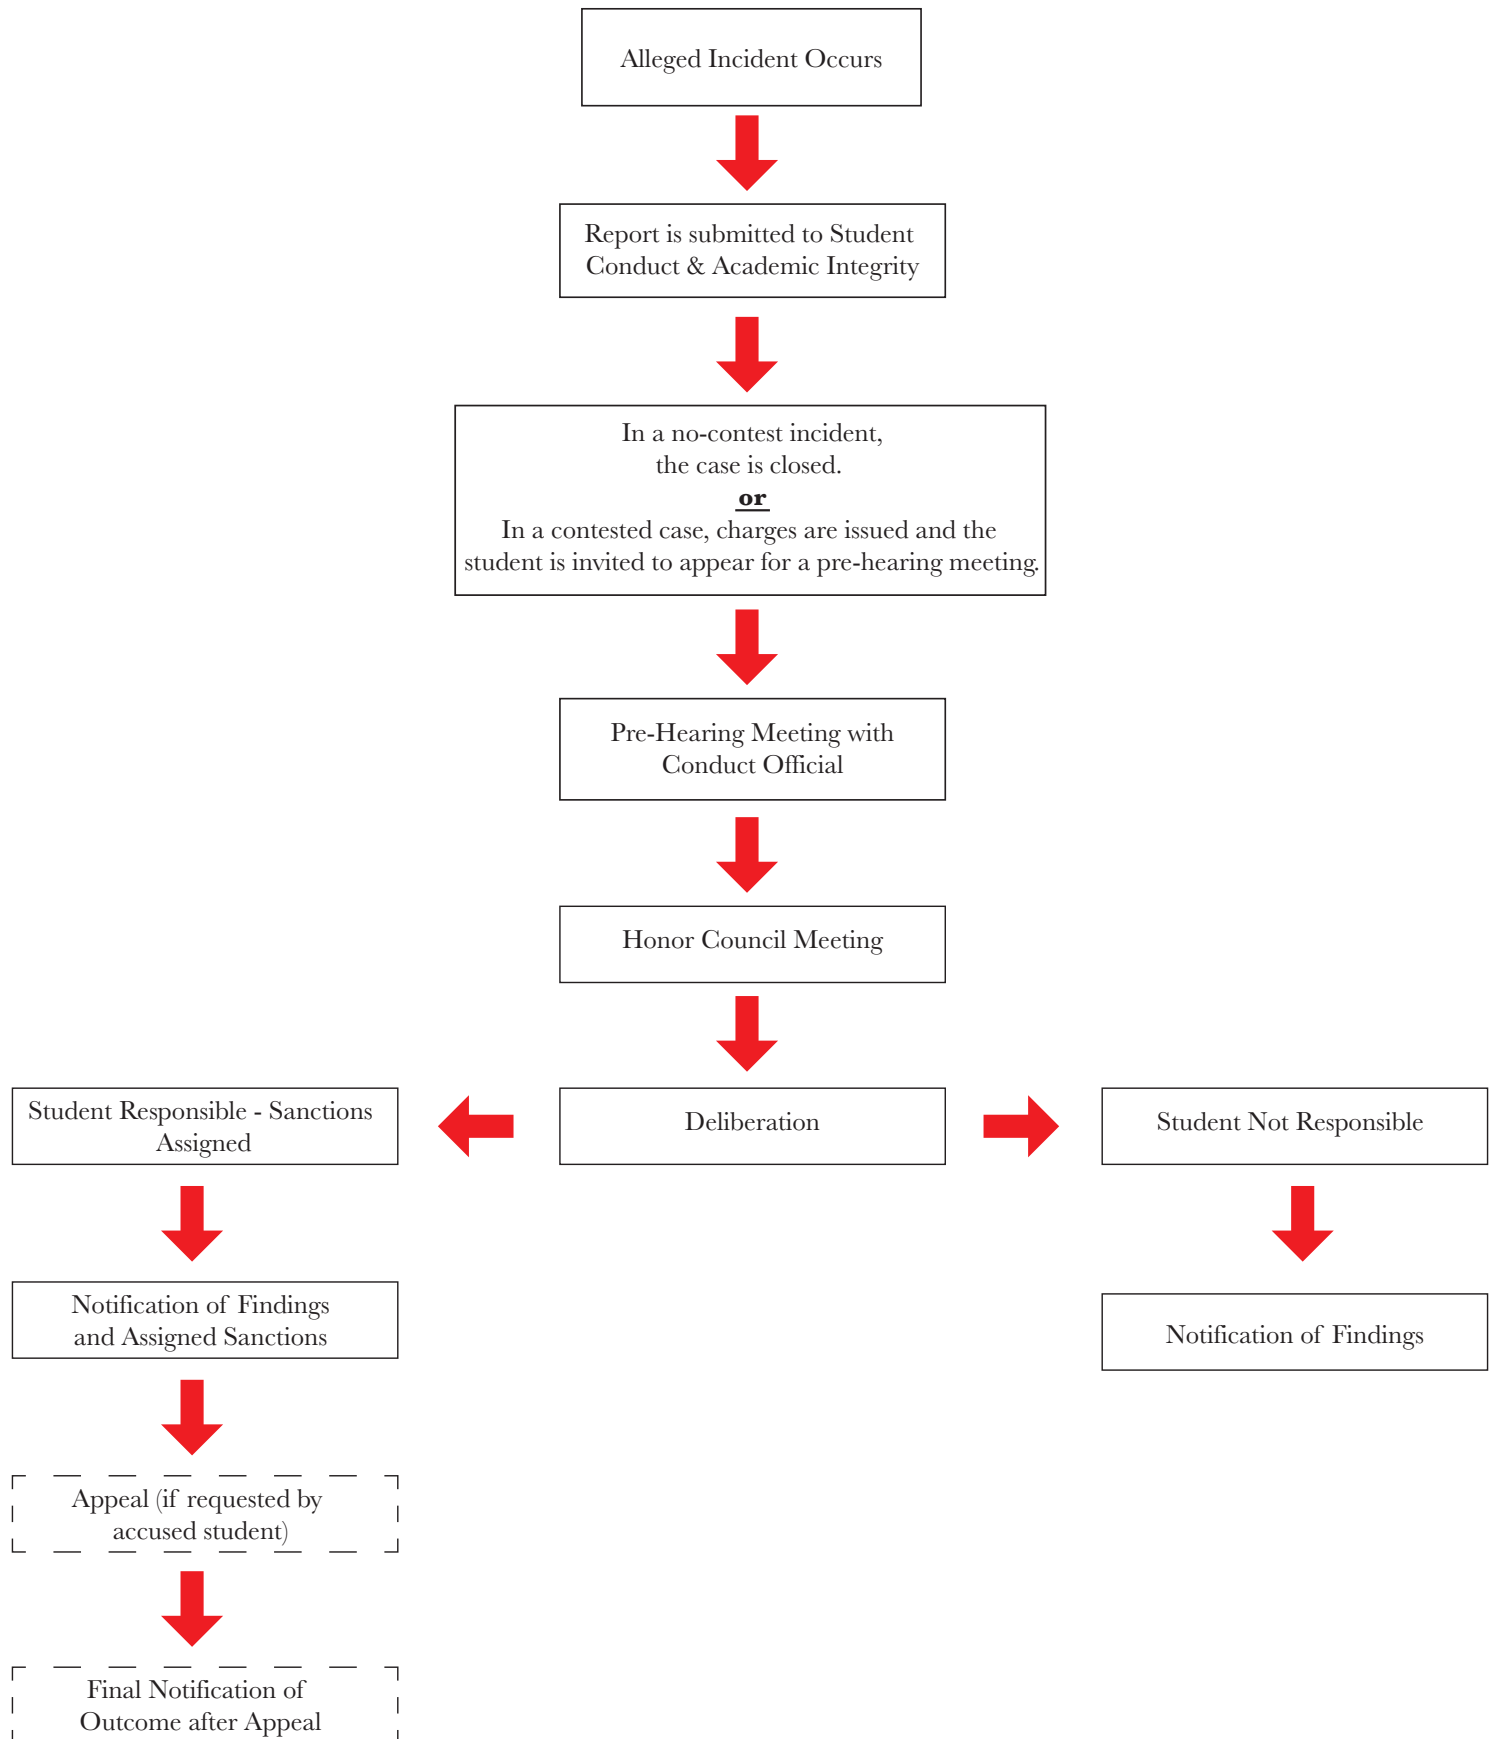 Alleged Incident Occurs
Report is submitted to Student
Conduct & Academic Integrity
In a no-contest incident,
the case is closed.
or
In a contested case, charges are issued and the
student is invited to appear for a pre-hearing meeting.
Pre-Hearing Meeting with
Conduct Official
Honor Council Meeting
Student Responsible - Sanctions
Assigned
Deliberation
Student Not Responsible
Notification of Findings
and Assigned Sanctions
Notification of Findings
Appeal (if requested by
accused student)
Final Notification of
Outcome after Appeal